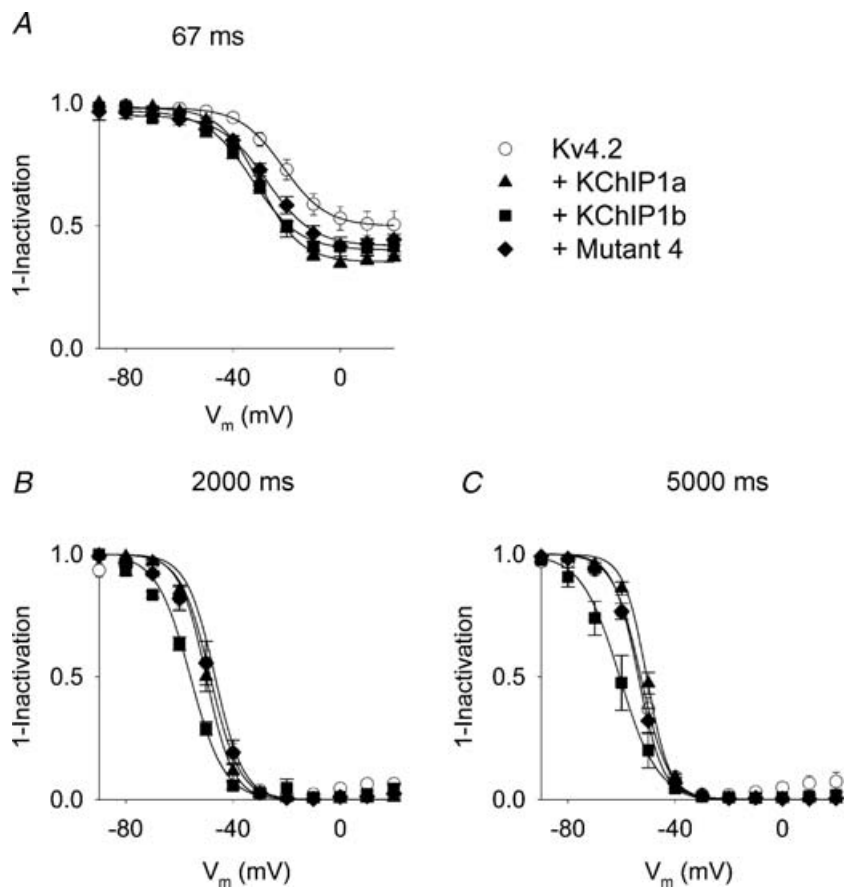 A
67 ms
1.0
0.5
0.0
1-Inactivation
-80
-40
0
Vm (mV)
Kv4.2
+ KChIP1a
+ KChIP1b
+ Mutant 4
B
2000 ms
1.0
0.5
0.0
1-Inactivation
-80
-40
0
Vm (mV)
C
5000 ms
1.0
0.5
0.0
1-Inactivation
-80
-40
0
Vm (mV)